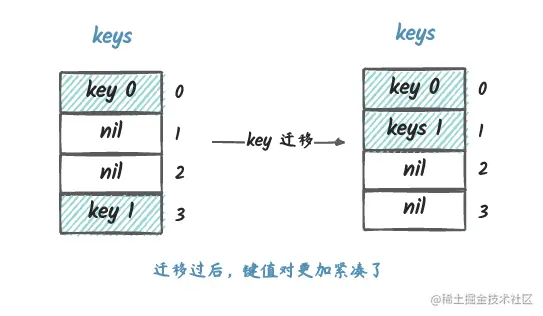 keys
key 0 0
nil 1
nil 2
key 1 3
key 迁移
keys
key 0 0
keys 1 1
nil 2
nil 3
迁移过后，键值对更加紧凑了
@稀土掘金技术社区